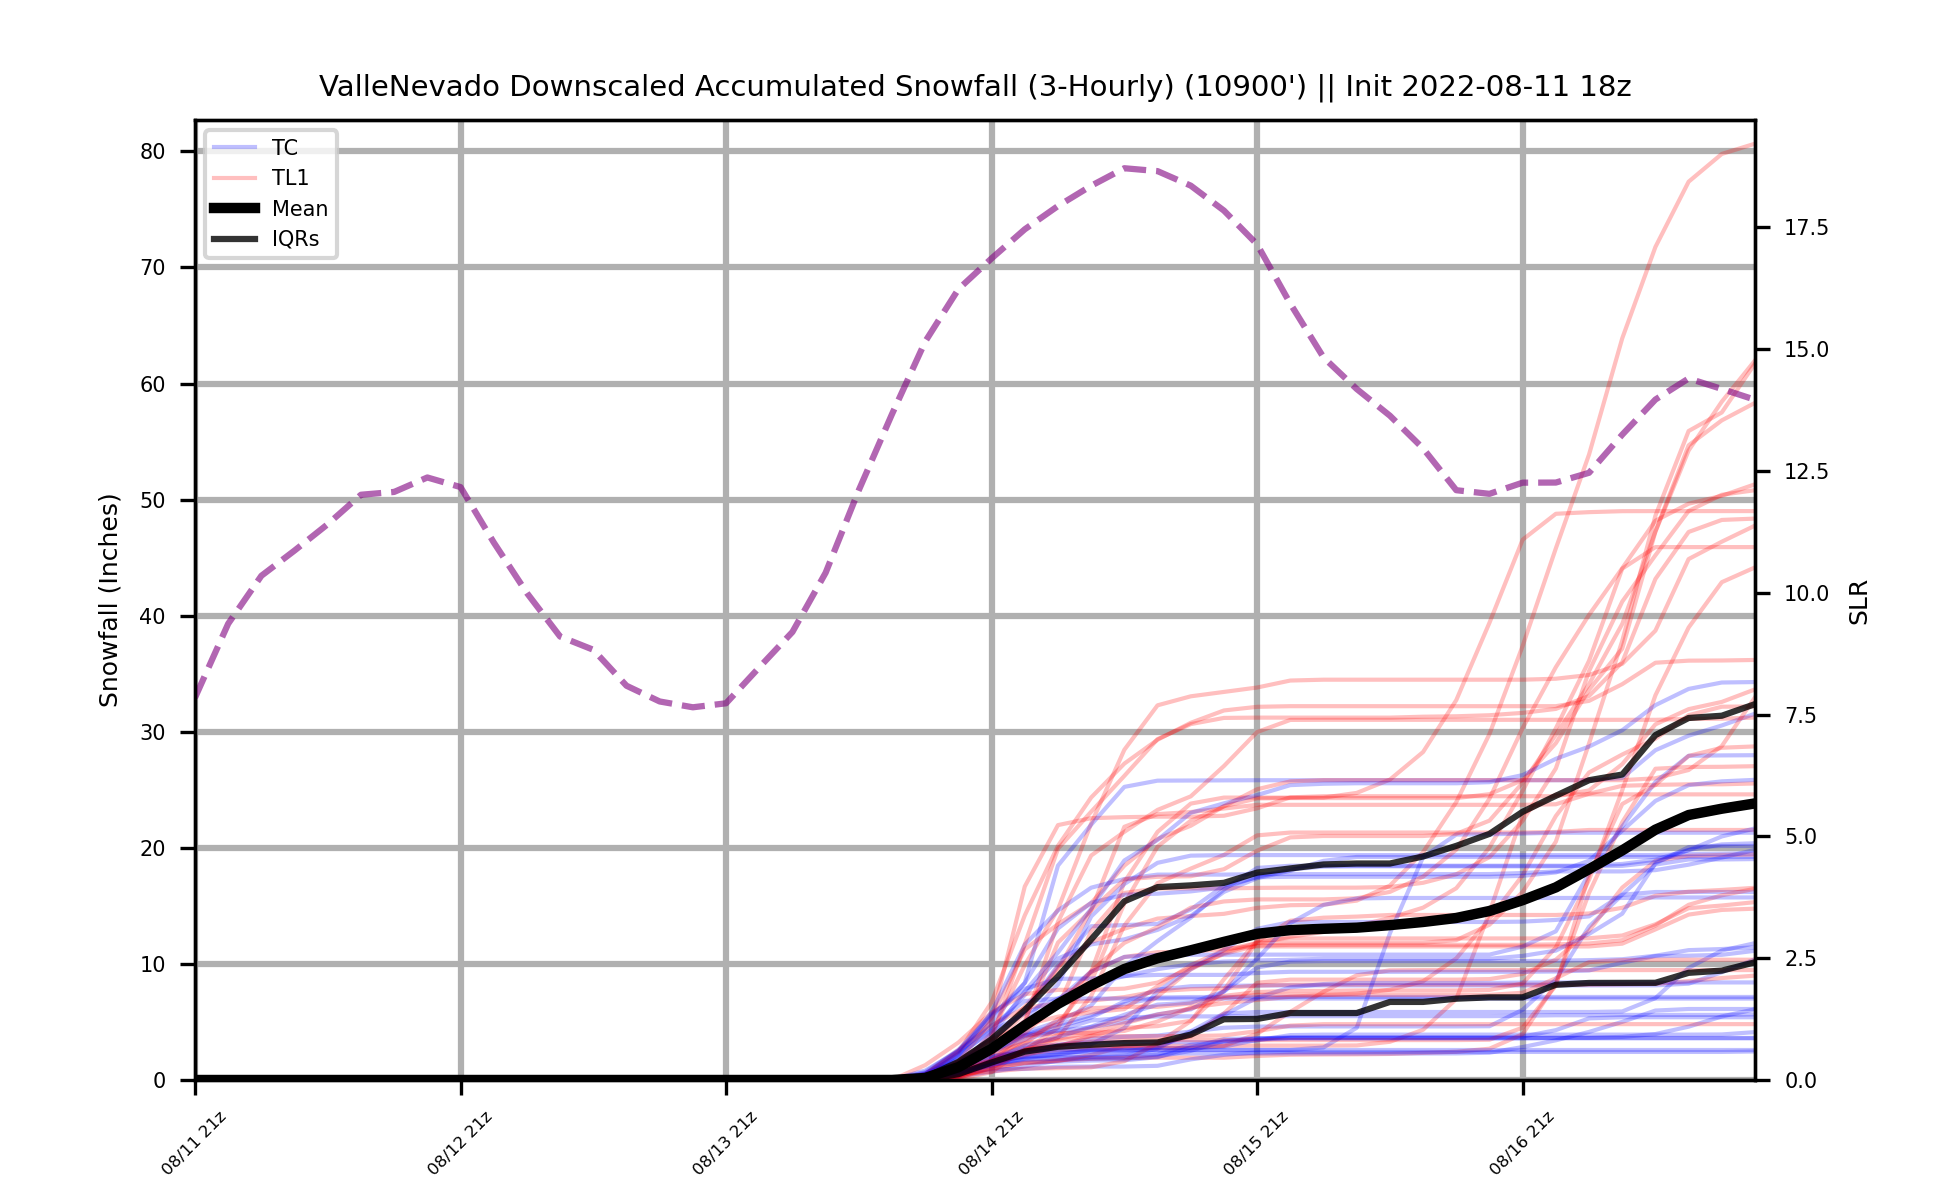 ValleNevado Downscaled Accumulated Snowfall (3-Hourly) (10900') || Init 2022-08-11 18z
TC
TL1
Mean
IQRs
Snowfall (Inches)
80
70
60
50
40
30
20
10
0
17.5
15.0
12.5
10.0
7.5
5.0
2.5
0.0
SLR
08/11 21z
08/12 21z
08/13 21z
08/14 21z
08/15 21z
08/16 21z